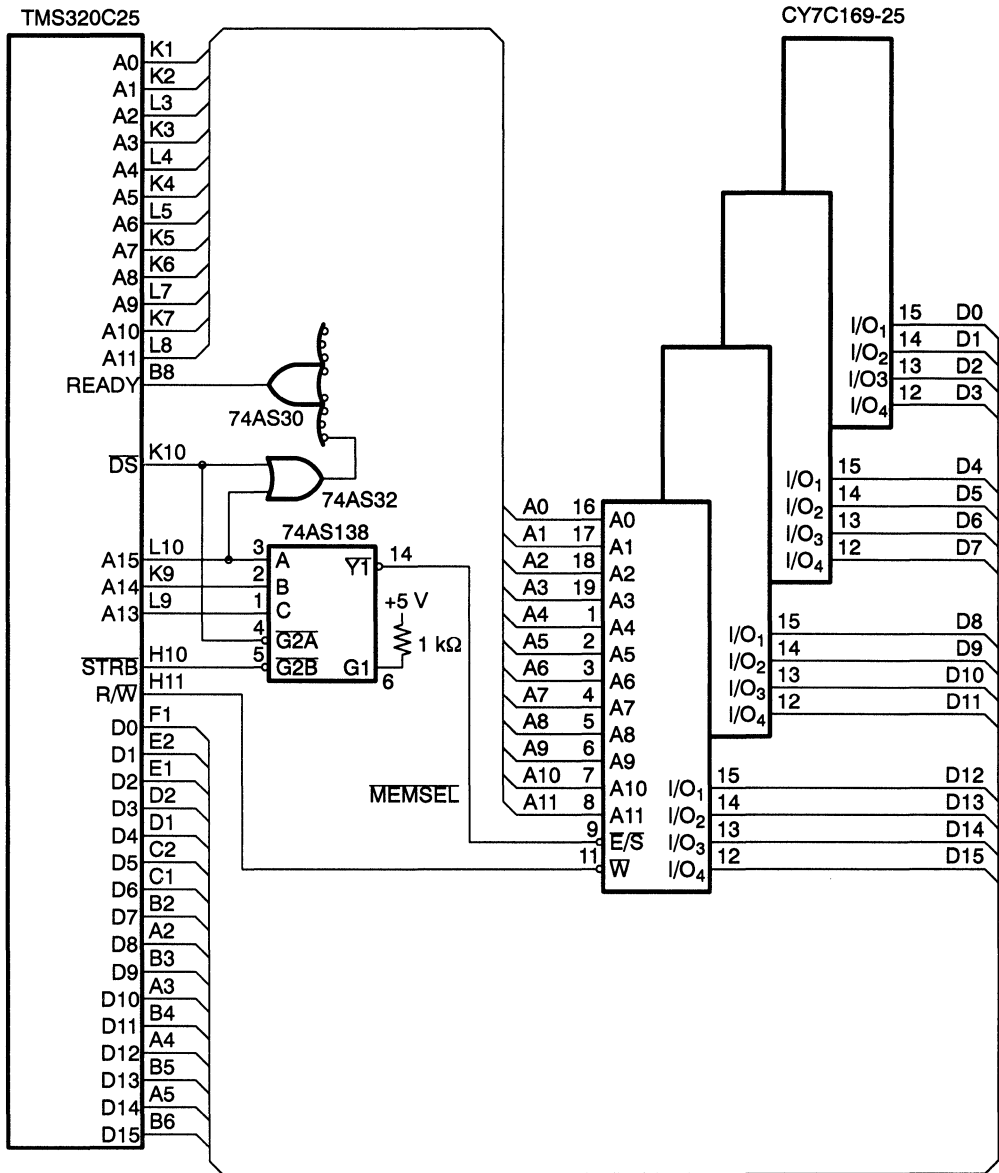 TMS320C25
CY7C169-25
A0 K1
A1 K2
A2 L3
A3 K3
A4 L4
A5 K4
A6 L5
A7 K5
A8 K6
A9 L7
A10 K7
A11 L8
READY B8
74AS30
D̅S̅ K10
74AS32
74AS138
A15 L10 3 A Y̅1̅ 14
A14 K9 2 B
A13 L9 1 C
+5 V
1 kΩ
4 G̅2̅A̅
S̅T̅R̅B̅ H10 5 G̅2̅B̅ G1 6
R/W̅ H11
D0 F1
D1 E2
D2 E1
D3 D2
D4 D1
D5 C2
D6 C1
D7 B2
D8 A2
D9 B3
D10 A3
D11 B4
D12 A4
D13 B5
D14 A5
D15 B6
M̅E̅M̅S̅E̅L̅
A0 16 A0
A1 17 A1
A2 18 A2
A3 19 A3
A4 1 A4
A5 2 A5
A6 3 A6
A7 4 A7
A8 5 A8
A9 6 A9
A10 7 A10
A11 8 A11
9 E̅/S̅
11 W̅
I/O₁ 15 D0
I/O₂ 14 D1
I/O3 13 D2
I/O₄ 12 D3
I/O₁ 15 D4
I/O₂ 14 D5
I/O₃ 13 D6
I/O₄ 12 D7
I/O₁ 15 D8
I/O₂ 14 D9
I/O₃ 13 D10
I/O₄ 12 D11
I/O₁ 15 D12
I/O₂ 14 D13
I/O₃ 13 D14
I/O₄ 12 D15